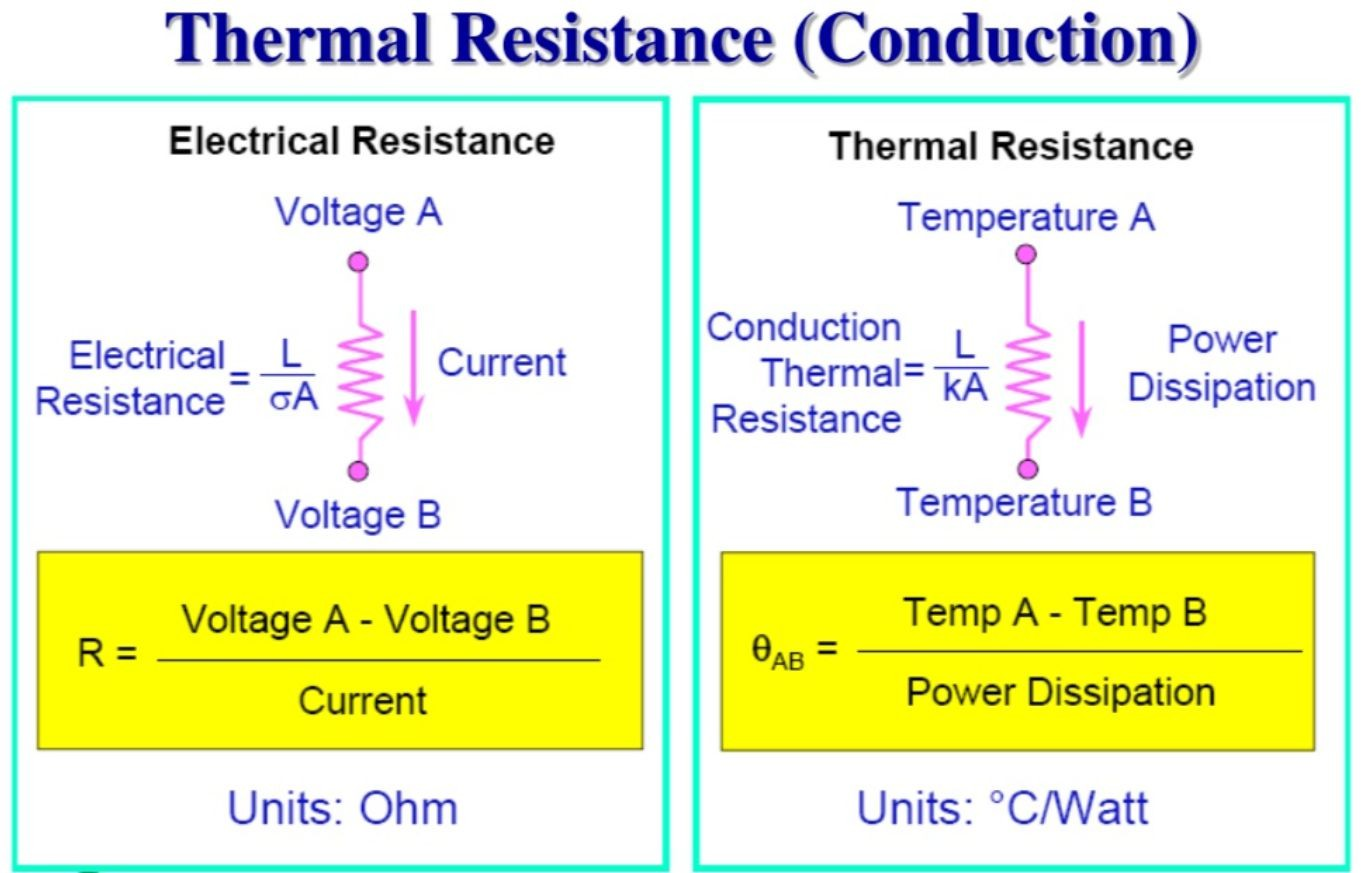 Thermal Resistance (Conduction)
Electrical Resistance
Voltage A
Electrical
Resistance
= L
σA
Current
Voltage B
R =
Voltage A - Voltage B
Current
Units: Ohm
Thermal Resistance
Temperature A
Conduction
Thermal
Resistance
= L
kA
Power
Dissipation
Temperature B
θAB =
Temp A - Temp B
Power Dissipation
Units: °C/Watt